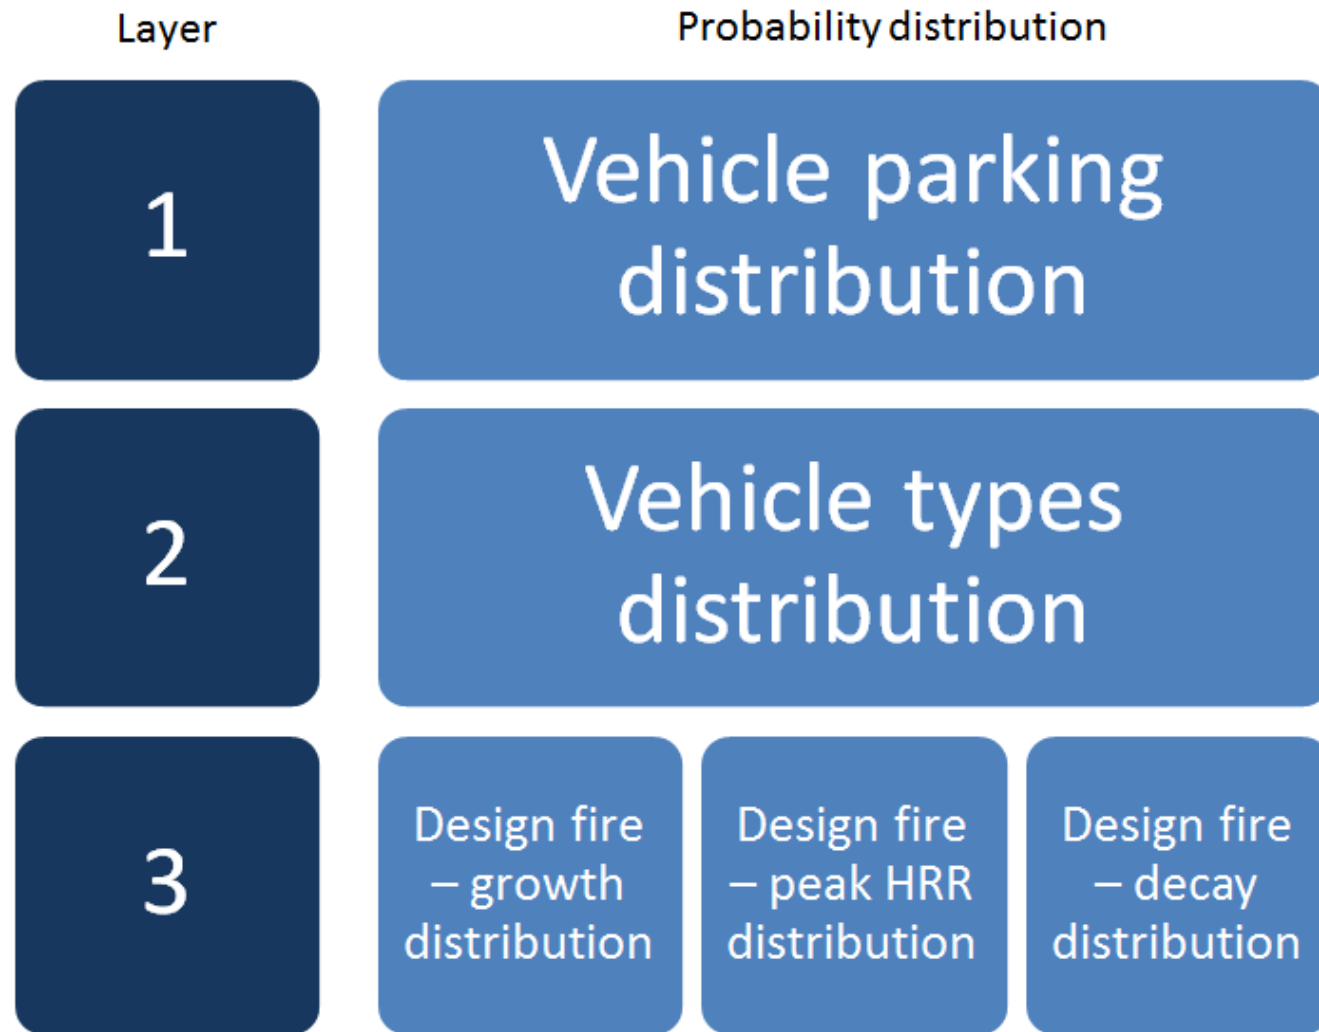 Layer
Probability distribution
1
Vehicle parking
distribution
2
Vehicle types
distribution
3
Design fire
– growth
distribution
Design fire
– peak HRR
distribution
Design fire
– decay
distribution